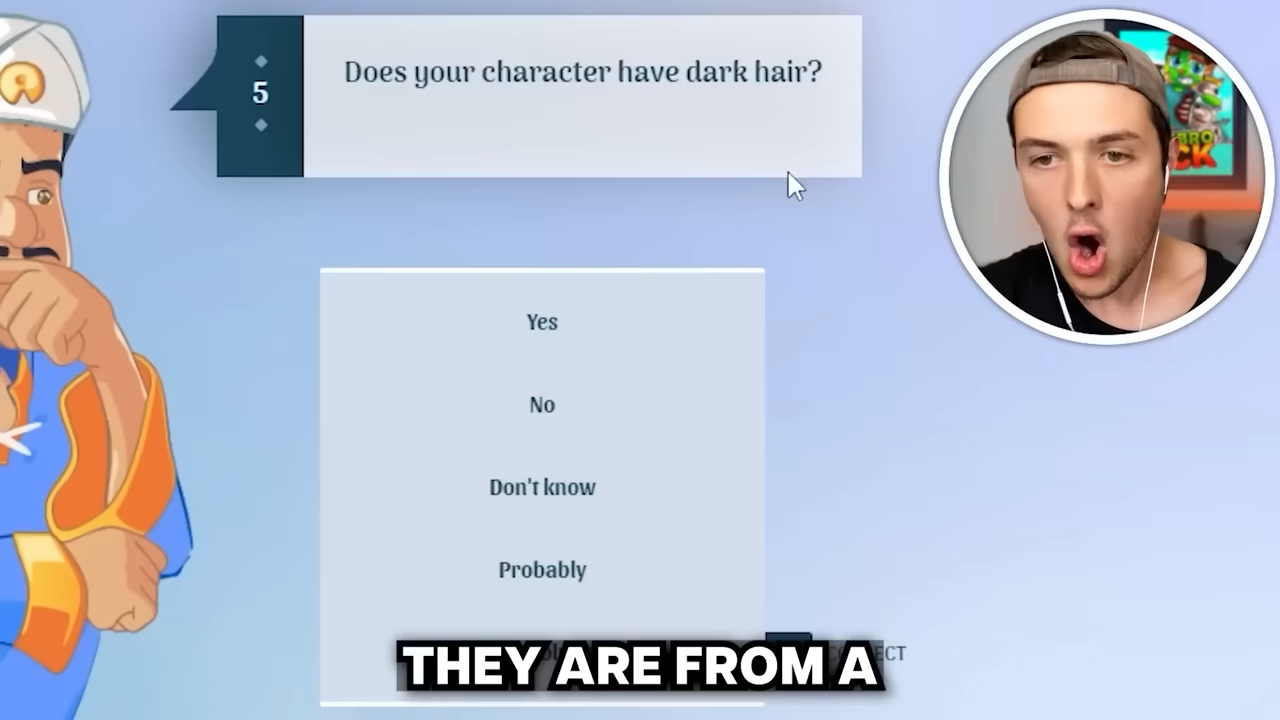 5
Does your character have dark hair?
Yes
No
Don't know
Probably
THEY ARE FROM A